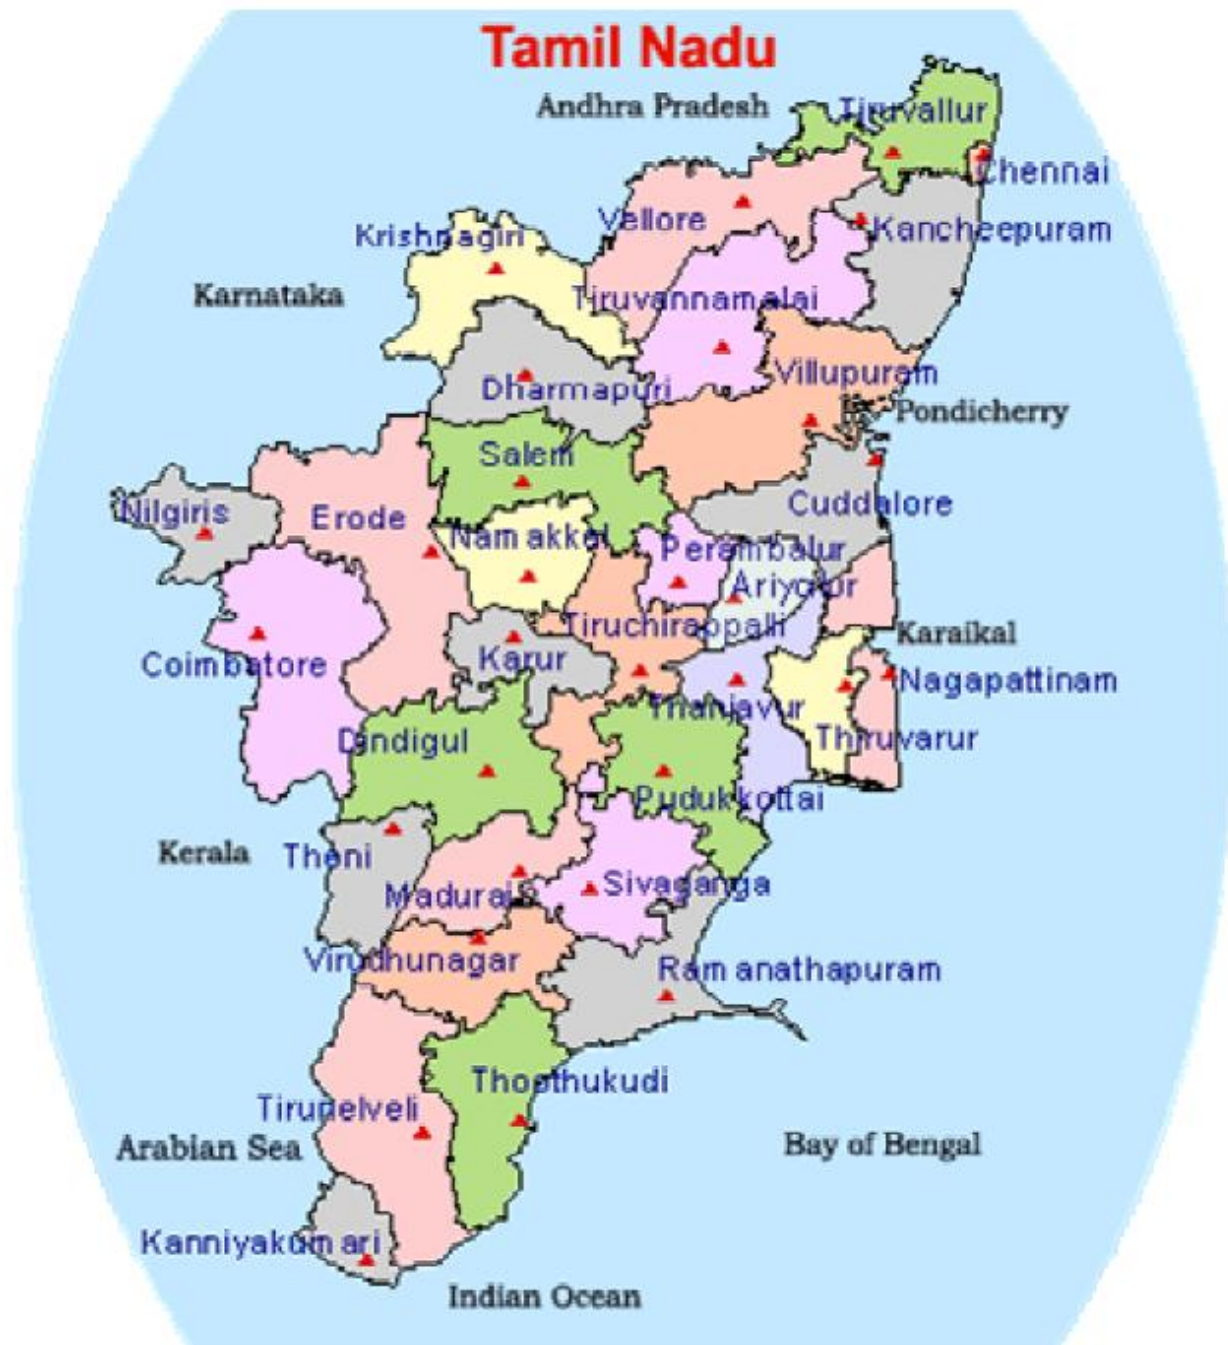 Tamil Nadu
Andhra Pradesh
Tiruvallur
Chennai
Vellore
Kancheepuram
Krishnagiri
Karnataka
Tiruvannamalai
Villupuram
Dharmapuri
Pondicherry
Salem
Nilgiris
Erode
Cuddalore
Namakkal
Perambalur
Ariyalur
Tiruchirappalli
Karaikal
Coimbatore
Karur
Nagapattinam
Thanjavur
Dindigul
Thiruvarur
Pudukkottai
Kerala
Theni
Madurai
Sivaganga
Virudhunagar
Ramanathapuram
Thoothukudi
Tirunelveli
Arabian Sea
Bay of Bengal
Kanniyakumari
Indian Ocean